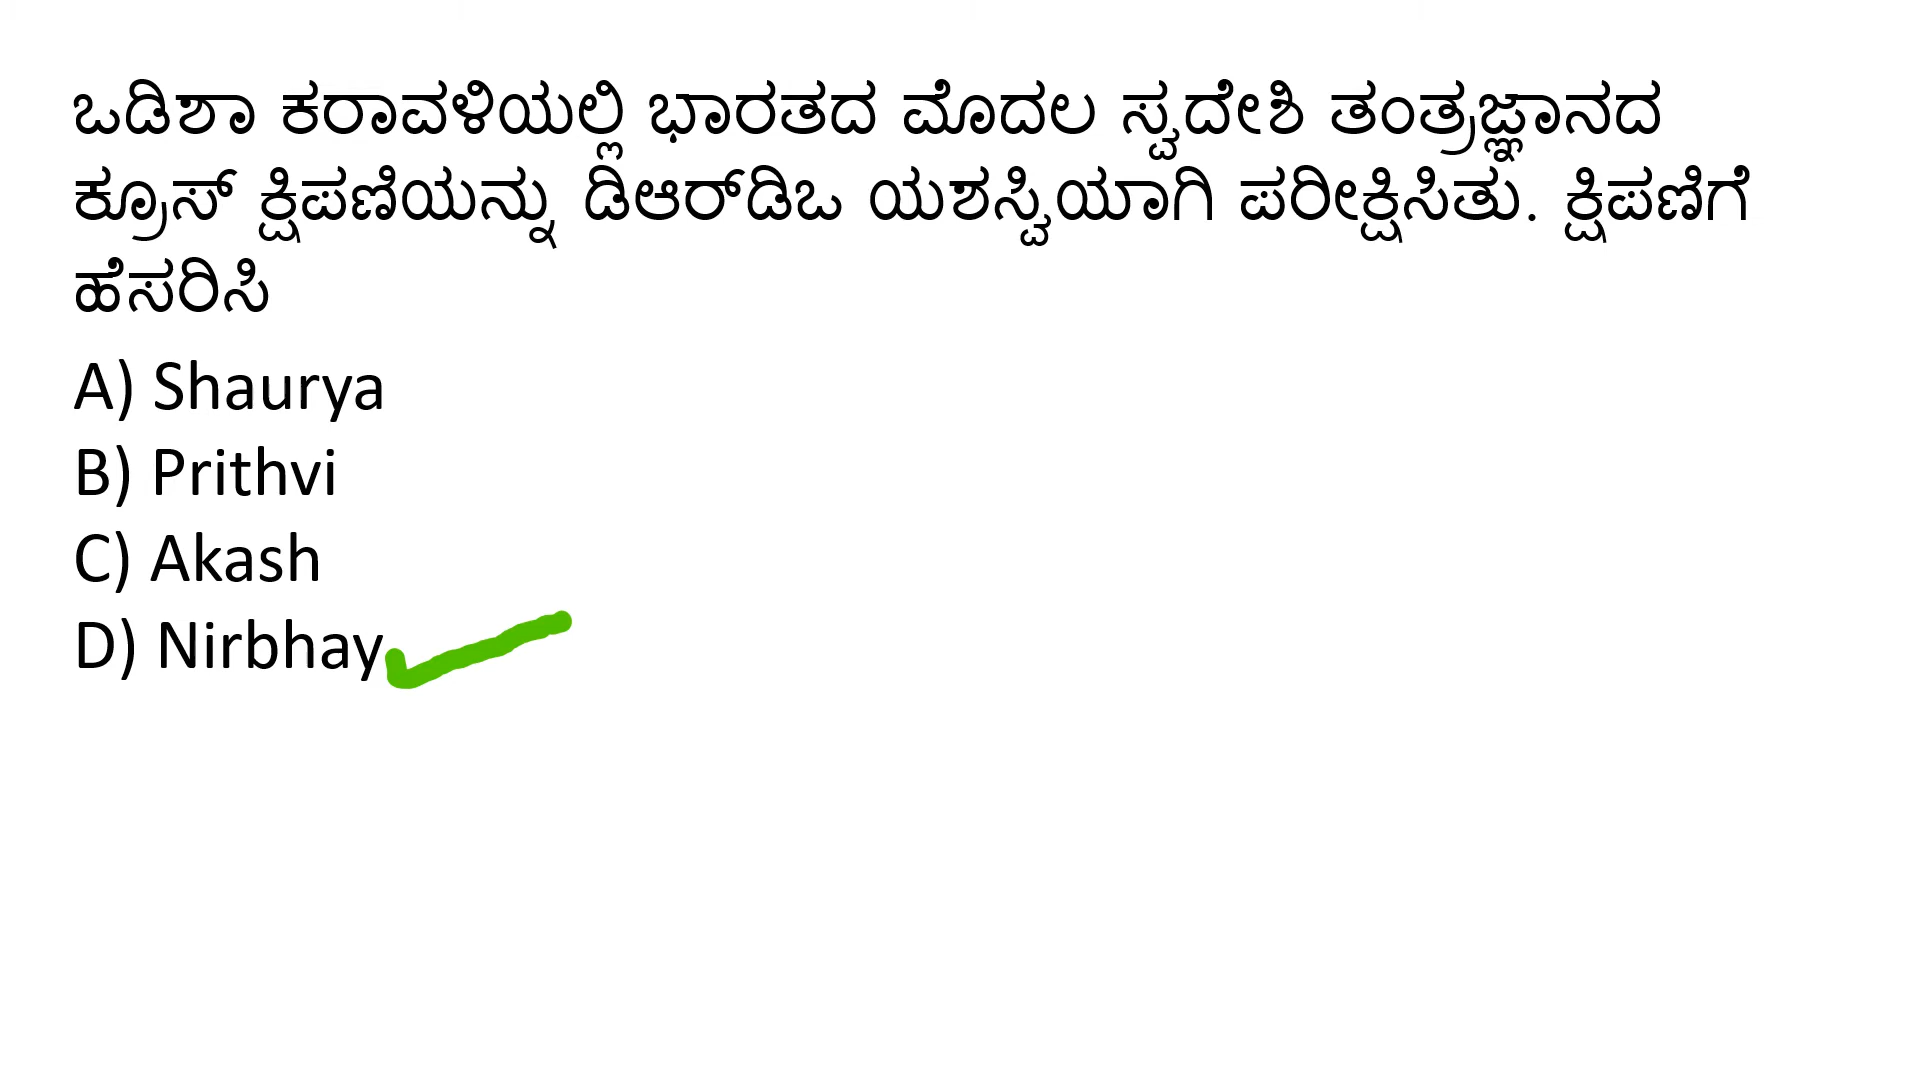 ಒಡಿಶಾ ಕರಾವಳಿಯಲ್ಲಿ ಭಾರತದ ಮೊದಲ ಸ್ವದೇಶಿ ತಂತ್ರಜ್ಞಾನದ
ಕ್ರೂಸ್ ಕ್ಷಿಪಣಿಯನ್ನು ಡಿಆರ್‌ಡಿಒ ಯಶಸ್ವಿಯಾಗಿ ಪರೀಕ್ಷಿಸಿತು. ಕ್ಷಿಪಣಿಗೆ
ಹೆಸರಿಸಿ
A) Shaurya
B) Prithvi
C) Akash
D) Nirbhay